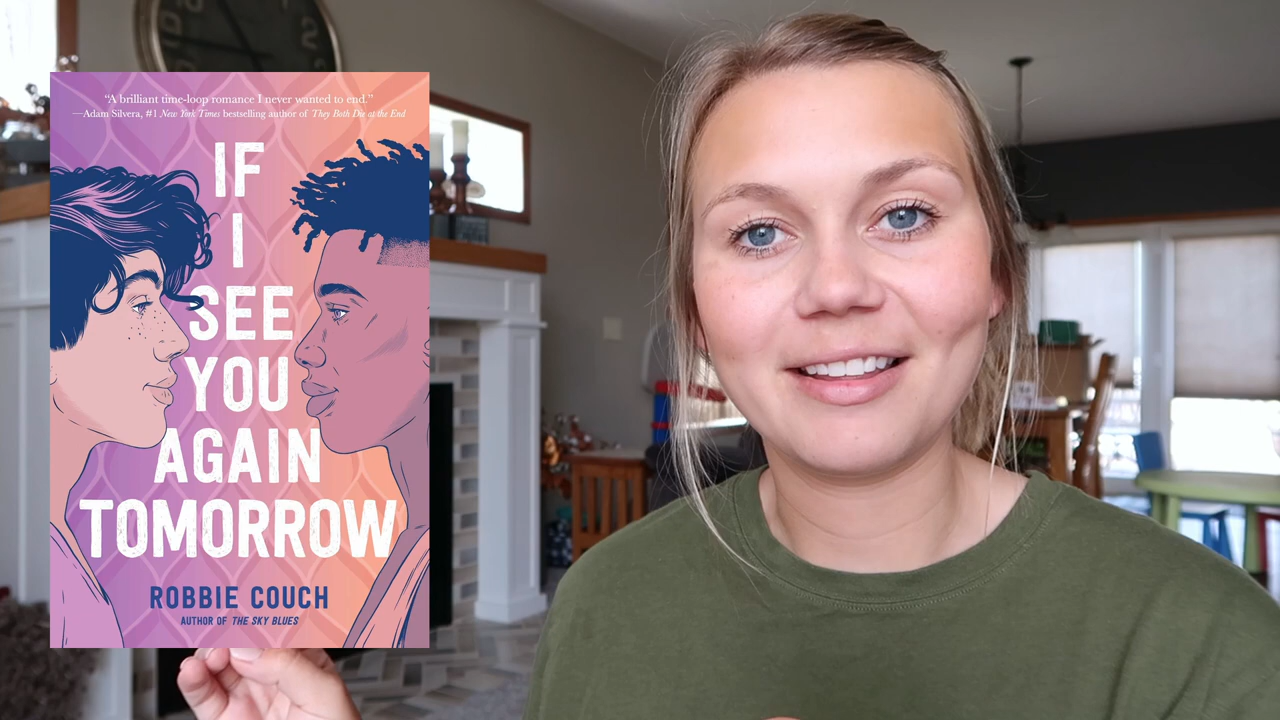 “A brilliant time-loop romance I never wanted to end.”
—Adam Silvera, #1 New York Times bestselling author of They Both Die at the End
IF
I
SEE
YOU
AGAIN
TOMORROW
ROBBIE COUCH
AUTHOR OF THE SKY BLUES